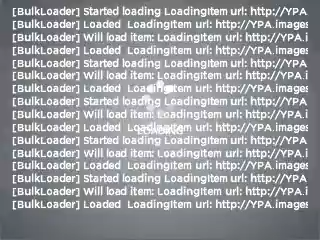 [BulkLoader] Started loading LoadingItem url: http://YPA
[BulkLoader] Loaded LoadingItem url: http://YPA.images
[BulkLoader] Will load item: LoadingItem url: http://YPA.i
[BulkLoader] Loaded LoadingItem url: http://YPA.images
[BulkLoader] Started loading LoadingItem url: http://YPA
[BulkLoader] Will load item: LoadingItem url: http://YPA.i
[BulkLoader] Loaded LoadingItem url: http://YPA.images
[BulkLoader] Started loading LoadingItem url: http://YPA
[BulkLoader] Will load item: LoadingItem url: http://YPA.i
[BulkLoader] Loaded LoadingItem url: http://YPA.images
LOADING
[BulkLoader] Started loading LoadingItem url: http://YPA
[BulkLoader] Will load item: LoadingItem url: http://YPA.i
[BulkLoader] Loaded LoadingItem url: http://YPA.images
[BulkLoader] Started loading LoadingItem url: http://YPA
[BulkLoader] Will load item: LoadingItem url: http://YPA.i
[BulkLoader] Loaded LoadingItem url: http://YPA.images